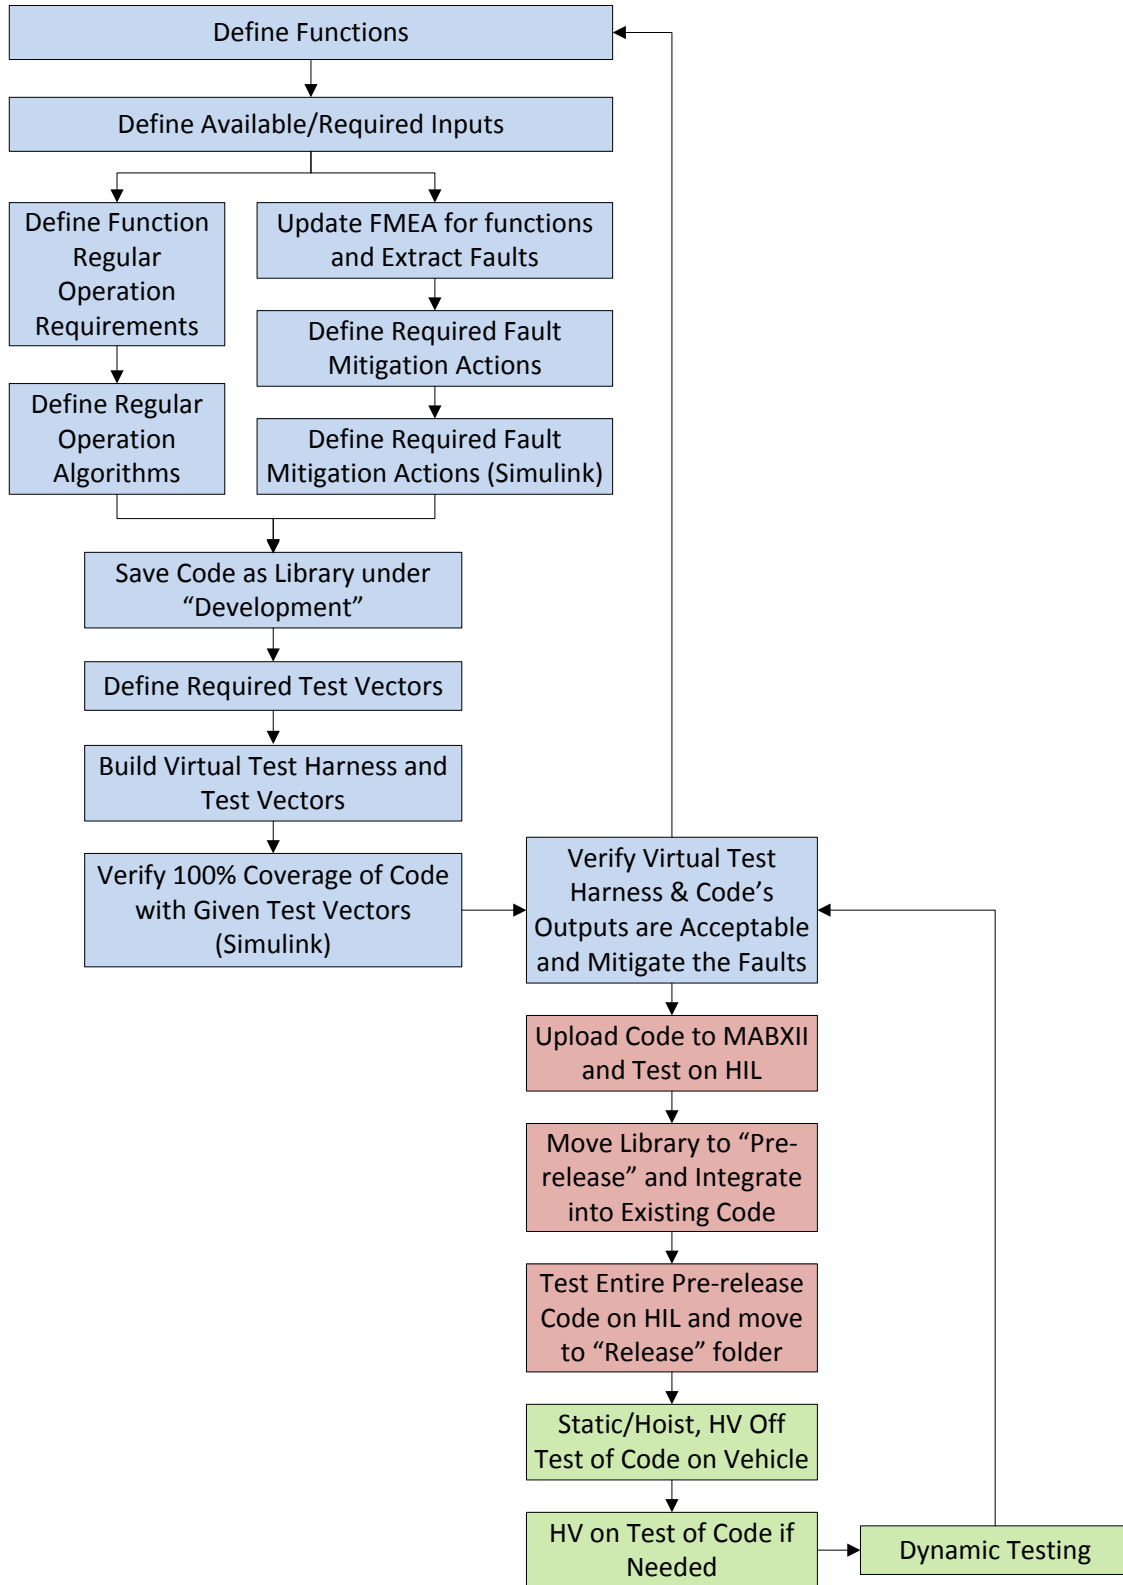 Define Functions
Define Available/Required Inputs
Define Function
Regular
Operation
Requirements
Update FMEA for functions
and Extract Faults
Define Required Fault
Mitigation Actions
Define Regular
Operation
Algorithms
Define Required Fault
Mitigation Actions (Simulink)
Save Code as Library under
“Development”
Define Required Test Vectors
Build Virtual Test Harness and
Test Vectors
Verify 100% Coverage of Code
with Given Test Vectors
(Simulink)
Verify Virtual Test
Harness & Code’s
Outputs are Acceptable
and Mitigate the Faults
Upload Code to MABXII
and Test on HIL
Move Library to “Pre-
release” and Integrate
into Existing Code
Test Entire Pre-release
Code on HIL and move
to “Release” folder
Static/Hoist, HV Off
Test of Code on Vehicle
HV on Test of Code if
Needed
Dynamic Testing